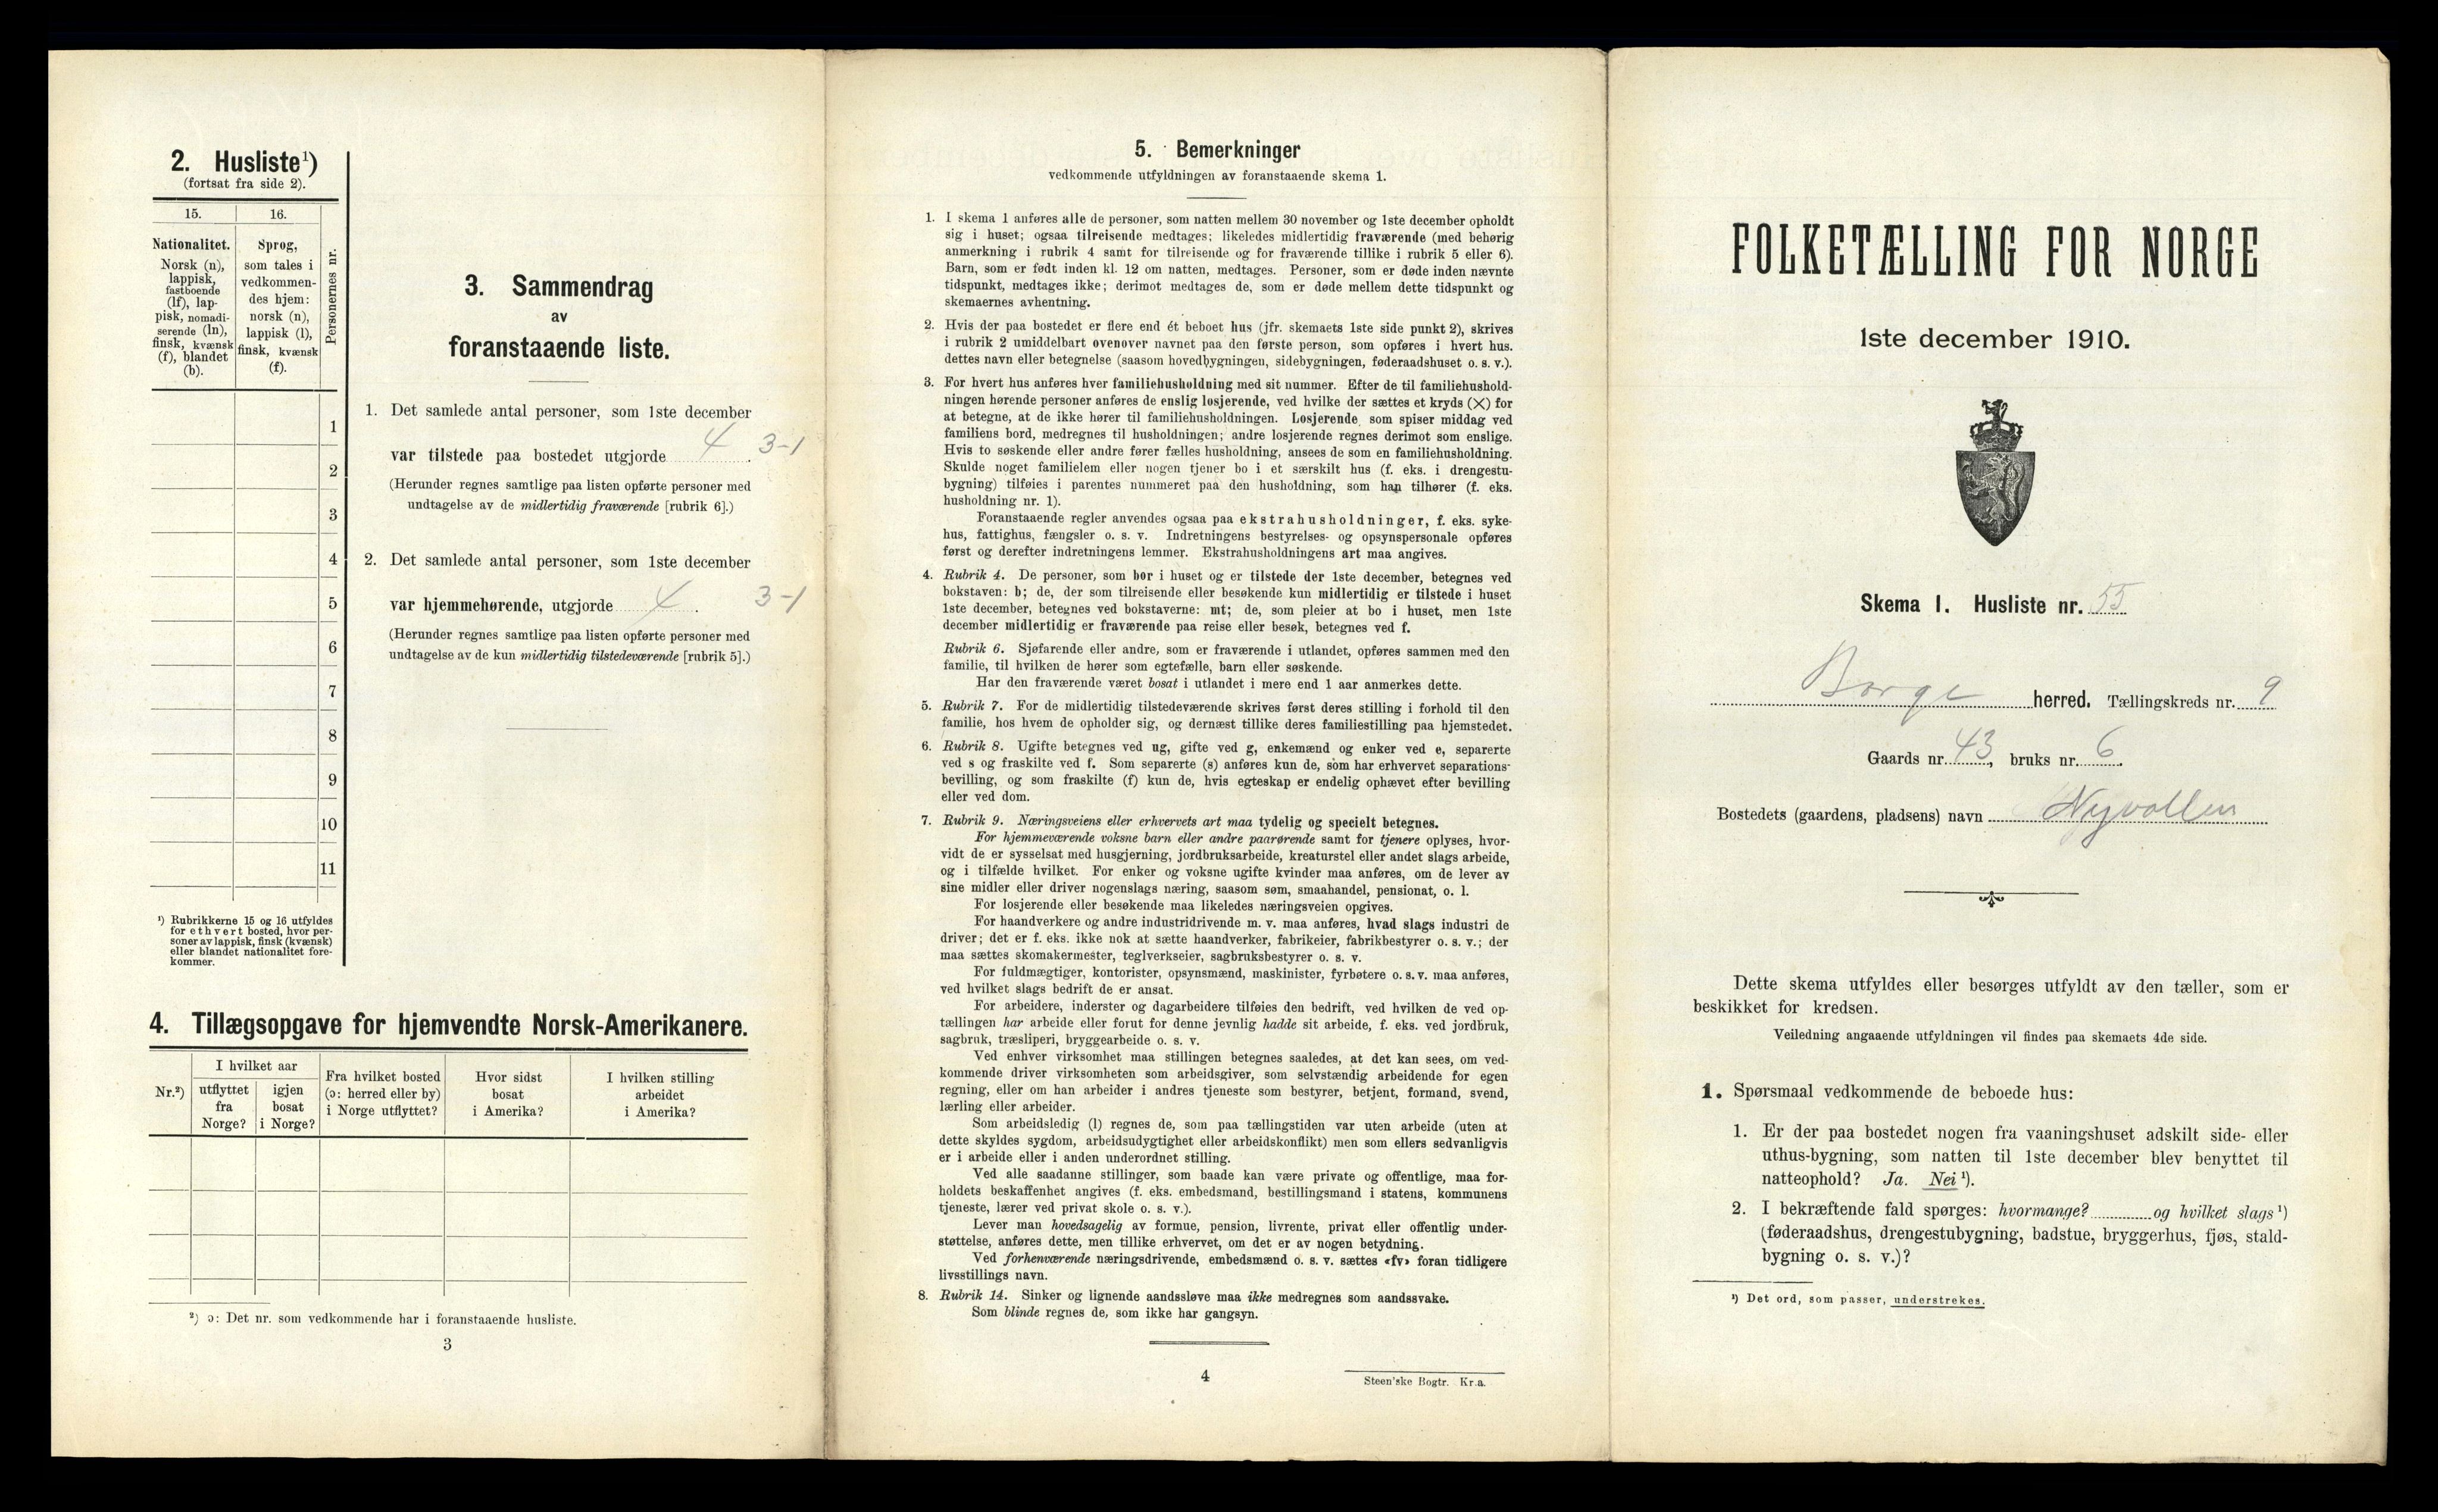 2. Husliste¹)
(fortsat fra side 2).
15.
16.
Personernes nr.
Nationalitet.
Norsk (n),
lappisk,
fastboende
(lf), lap-
pisk, nomadi-
serende (ln),
finsk, kvænsk
(f), blandet
(b).
Sprog,
som tales i
vedkommen-
des hjem:
norsk (n),
lappisk (l),
finsk, kvænsk
(f).
1
2
3
4
5
6
7
8
9
10
11
¹) Rubrikkerne 15 og 16 utfyldes
for ethvert bosted, hvor per-
soner av lappisk, finsk (kvænsk)
eller blandet nationalitet fore-
kommer.
3. Sammendrag
av
foranstaaende liste.
1. Det samlede antal personer, som 1ste december
var tilstede paa bostedet utgjorde 4. 3-1
(Herunder regnes samtlige paa listen opførte personer med
undtagelse av de midlertidig fraværende [rubrik 6].)
2. Det samlede antal personer, som 1ste december
var hjemmehørende, utgjorde 4. 3-1
(Herunder regnes samtlige paa listen opførte personer med
undtagelse av de kun midlertidig tilstedeværende [rubrik 5].)
4. Tillægsopgave for hjemvendte Norsk-Amerikanere.
Nr.²)
I hvilket aar
utflyttet
fra
Norge?
igjen
bosat
i Norge?
Fra hvilket bosted
(ɔ: herred eller by)
i Norge utflyttet?
Hvor sidst
bosat
i Amerika?
I hvilken stilling
arbeidet
i Amerika?
²) ɔ: Det nr. som vedkommende har i foranstaaende husliste.
3
5. Bemerkninger
vedkommende utfyldningen av foranstaaende skema 1.
1. I skema 1 anføres alle de personer, som natten mellem 30 november og 1ste december opholdt
sig i huset; ogsaa tilreisende medtages; likeledes midlertidig fraværende (med behørig
anmerkning i rubrik 4 samt for tilreisende og for fraværende tillike i rubrik 5 eller 6).
Barn, som er født inden kl. 12 om natten, medtages. Personer, som er døde inden nævnte
tidspunkt, medtages ikke; derimot medtages de, som er døde mellem dette tidspunkt og
skemaernes avhentning.
2. Hvis der paa bostedet er flere end ét beboet hus (jfr. skemaets 1ste side punkt 2), skrives
i rubrik 2 umiddelbart ovenover navnet paa den første person, som opføres i hvert hus.
dettes navn eller betegnelse (saasom hovedbygningen, sidebygningen, føderaadshuset o. s. v.).
3. For hvert hus anføres hver familiehusholdning med sit nummer. Efter de til familiehushold-
ningen hørende personer anføres de enslig losjerende, ved hvilke der sættes et kryds (×) for
at betegne, at de ikke hører til familiehusholdningen. Losjerende, som spiser middag ved
familiens bord, medregnes til husholdningen; andre losjerende regnes derimot som enslige.
Hvis to søskende eller andre fører fælles husholdning, ansees de som en familiehusholdning.
Skulde noget familielem eller nogen tjener bo i et særskilt hus (f. eks. i drengestu-
bygning) tilføies i parentes nummeret paa den husholdning, som han tilhører (f. eks.
husholdning nr. 1).
Foranstaaende regler anvendes ogsaa paa ekstrahusholdninger, f. eks. syke-
hus, fattighus, fængsler o. s. v. Indretningens bestyrelses- og opsynspersonale opføres
først og derefter indretningens lemmer. Ekstrahusholdningens art maa angives.
4. Rubrik 4. De personer, som bor i huset og er tilstede der 1ste december, betegnes ved
bokstaven: b; de, der som tilreisende eller besøkende kun midlertidig er tilstede i huset
1ste december, betegnes ved bokstaverne: mt; de, som pleier at bo i huset, men 1ste
december midlertidig er fraværende paa reise eller besøk, betegnes ved f.
Rubrik 6. Sjøfarende eller andre, som er fraværende i utlandet, opføres sammen med den
familie, til hvilken de hører som egtefælle, barn eller søskende.
Har den fraværende været bosat i utlandet i mere end 1 aar anmerkes dette.
5. Rubrik 7. For de midlertidig tilstedeværende skrives først deres stilling i forhold til den
familie, hos hvem de opholder sig, og dernæst tillike deres familiestilling paa hjemstedet.
6. Rubrik 8. Ugifte betegnes ved ug, gifte ved g, enkemænd og enker ved e, separerte
ved s og fraskilte ved f. Som separerte (s) anføres kun de, som har erhvervet separations-
bevilling, og som fraskilte (f) kun de, hvis egteskap er endelig ophævet efter bevilling
eller ved dom.
7. Rubrik 9. Næringsveiens eller erhvervets art maa tydelig og specielt betegnes.
For hjemmeværende voksne barn eller andre paarørende samt for tjenere oplyses, hvor-
vidt de er sysselsat med husgjerning, jordbruksarbeide, kreaturstel eller andet slags arbeide,
og i tilfælde hvilket. For enker og voksne ugifte kvinder maa anføres, om de lever av
sine midler eller driver nogenslags næring, saasom søm, smaahandel, pensionat, o. l.
For losjerende eller besøkende maa likeledes næringsveien opgives.
For haandverkere og andre industridrivende m. v. maa anføres, hvad slags industri de
driver; det er f. eks. ikke nok at sætte haandverker, fabrikeier, fabrikbestyrer o. s. v.; der
maa sættes skomakermester, teglverkseier, sagbruksbestyrer o. s. v.
For fuldmægtiger, kontorister, opsynsmænd, maskinister, fyrbøtere o. s. v. maa anføres,
ved hvilket slags bedrift de er ansat.
For arbeidere, inderster og dagarbeidere tilføies den bedrift, ved hvilken de ved op-
tællingen har arbeide eller forut for denne jevnlig hadde sit arbeide, f. eks. ved jordbruk,
sagbruk, træsliperi, bryggearbeide o. s. v.
Ved enhver virksomhet maa stillingen betegnes saaledes, at det kan sees, om ved-
kommende driver virksomheten som arbeidsgiver, som selvstændig arbeidende for egen
regning, eller om han arbeider i andres tjeneste som bestyrer, betjent, formand, svend,
lærling eller arbeider.
Som arbeidsledig (l) regnes de, som paa tællingstiden var uten arbeide (uten at
dette skyldes sygdom, arbeidsudygtighet eller arbeidskonflikt) men som ellers sedvanligvis
er i arbeide eller i anden underordnet stilling.
Ved alle saadanne stillinger, som baade kan være private og offentlige, maa for-
holdets beskaffenhet angives (f. eks. embedsmand, bestillingsmand i statens, kommunens
tjeneste, lærer ved privat skole o. s. v.).
Lever man hovedsagelig av formue, pension, livrente, privat eller offentlig under-
støttelse, anføres dette, men tillike erhvervet, om det er av nogen betydning.
Ved forhenværende næringsdrivende, embedsmænd o. s. v. sættes «fv» foran tidligere
livsstillings navn.
8. Rubrik 14. Sinker og lignende aandssløve maa ikke medregnes som aandssvake.
Som blinde regnes de, som ikke har gangsyn.
4
Steen'ske Bogtr. Kr.a.
FOLKETÆLLING FOR NORGE
1ste december 1910.
Skema 1. Husliste nr. 55
Borge herred. Tællingskreds nr. 9
Gaards nr. 43, bruks nr. 6.
Bostedets (gaardens, pladsens) navn Nyvollen
Dette skema utfyldes eller besørges utfyldt av den tæller, som er
beskikket for kredsen.
Veiledning angaaende utfyldningen vil findes paa skemaets 4de side.
1. Spørsmaal vedkommende de beboede hus:
1. Er der paa bostedet nogen fra vaaningshuset adskilt side- eller
uthus-bygning, som natten til 1ste december blev benyttet til
natteophold? Ja. Nei ¹).
2. I bekræftende fald spørges: hvormange? og hvilket slags ¹)
(føderaadshus, drengestubygning, badstue, bryggerhus, fjøs, stald-
bygning o. s. v.)?
¹) Det ord, som passer, understrekes.